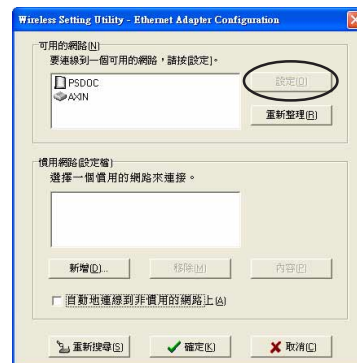 Wireless Setting Utility - Ethernet Adapter Configuration
可用的網路[N]
要連線到一個可用的網路，請按[設定]。
PSDOC
AXIN
設定[O]
重新整理[R]
慣用網路[設定檔]
選擇一個慣用的網路來連接。
新增[D]...
移除[M]
內容[P]
自動地連線到非慣用的網路上[A]
重新搜尋[S]
確定[K]
取消[C]